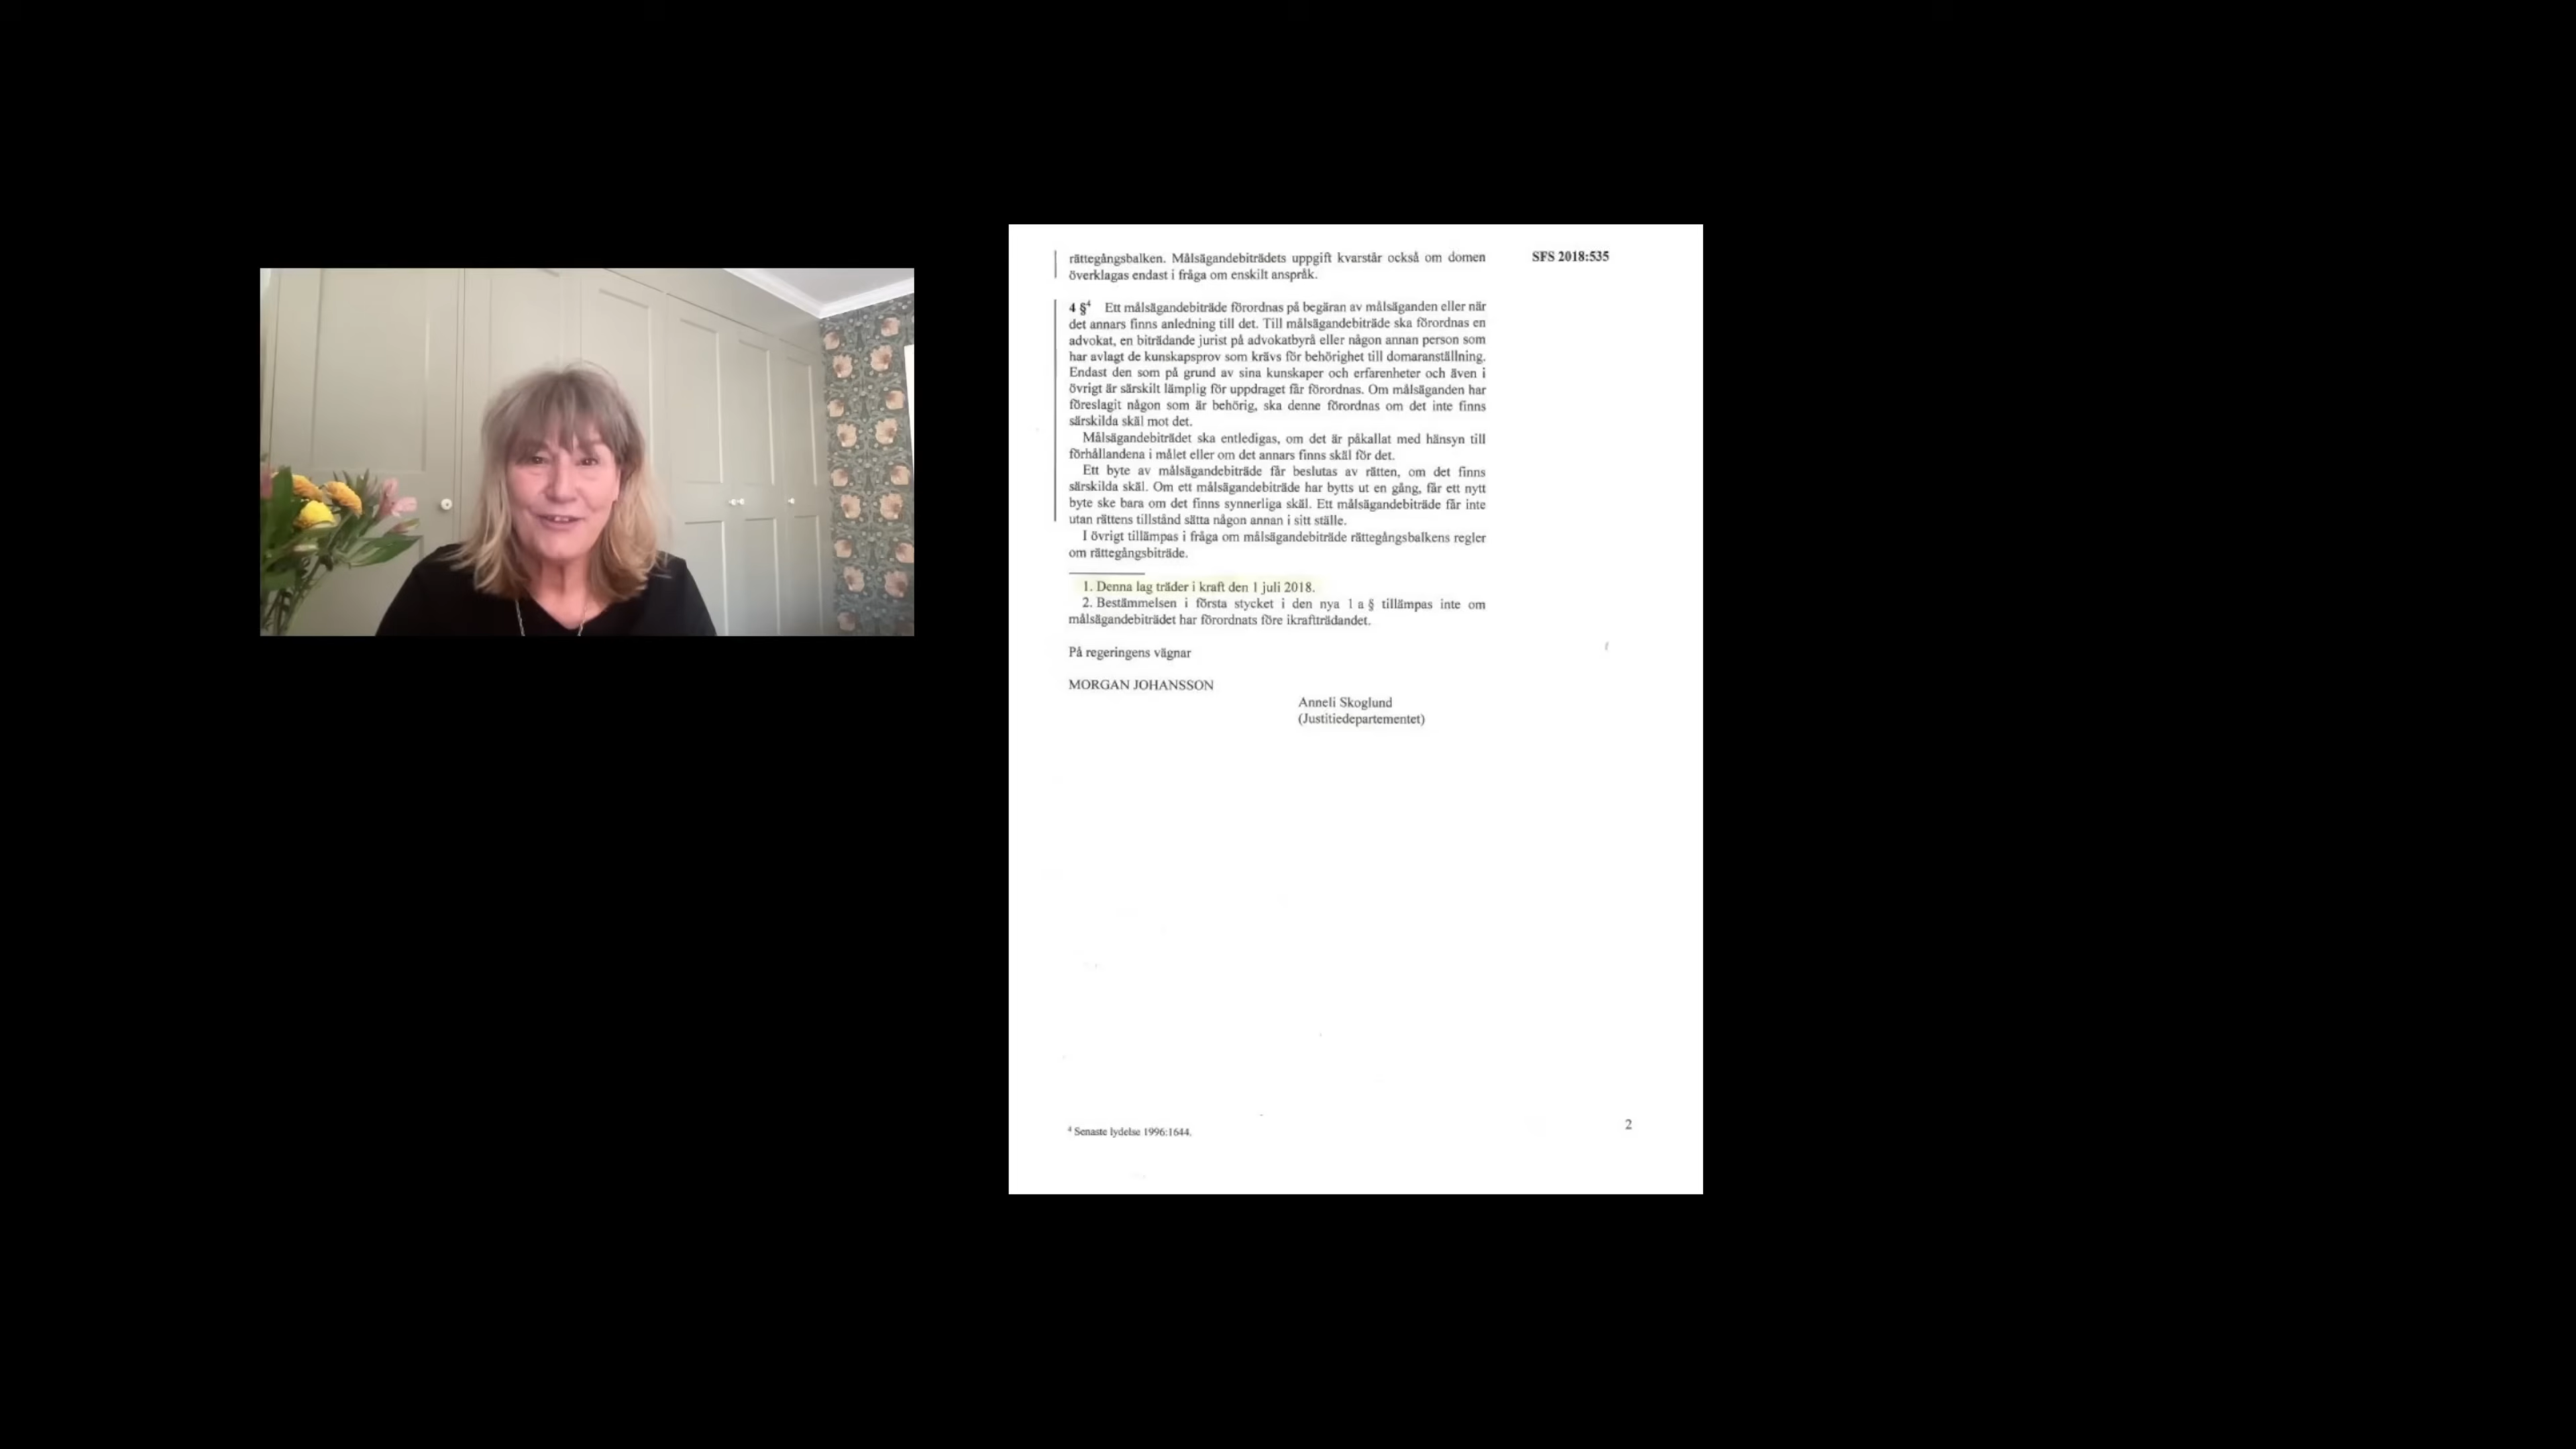 rättegångsbalken. Målsägandebiträdets uppgift kvarstår också om domen
överklagas endast i fråga om enskilt anspråk.
SFS 2018:535
4 §⁴ Ett målsägandebiträde förordnas på begäran av målsäganden eller när
det annars finns anledning till det. Till målsägandebiträde ska förordnas en
advokat, en biträdande jurist på advokatbyrå eller någon annan person som
har avlagt de kunskapsprov som krävs för behörighet till domaranställning.
Endast den som på grund av sina kunskaper och erfarenheter och även i
övrigt är särskilt lämplig för uppdraget får förordnas. Om målsäganden har
föreslagit någon som är behörig, ska denne förordnas om det inte finns
särskilda skäl mot det.
Målsägandebiträdet ska entledigas, om det är påkallat med hänsyn till
förhållandena i målet eller om det annars finns skäl för det.
Ett byte av målsägandebiträde får beslutas av rätten, om det finns
särskilda skäl. Om ett målsägandebiträde har bytts ut en gång, får ett nytt
byte ske bara om det finns synnerliga skäl. Ett målsägandebiträde får inte
utan rättens tillstånd sätta någon annan i sitt ställe.
I övrigt tillämpas i fråga om målsägandebiträde rättegångsbalkens regler
om rättegångsbiträde.
1. Denna lag träder i kraft den 1 juli 2018.
2. Bestämmelsen i första stycket i den nya 1 a § tillämpas inte om
målsägandebiträdet har förordnats före ikraftträdandet.
På regeringens vägnar
MORGAN JOHANSSON
Anneli Skoglund
(Justitiedepartementet)
⁴ Senaste lydelse 1996:1644.
2